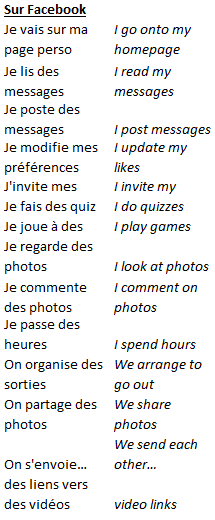 Sur Facebook
Je vais sur ma I go onto my
page perso homepage
Je lis des I read my
messages messages
Je poste des
messages I post messages
Je modifie mes I update my
préférences likes
J'invite mes I invite my
Je fais des quiz I do quizzes
Je joue à des I play games
Je regarde des
photos I look at photos
Je commente I comment on
des photos photos
Je passe des
heures I spend hours
On organise des We arrange to
sorties go out
On partage des We share
photos photos
We send each
On s'envoie... other...
des liens vers
des vidéos video links